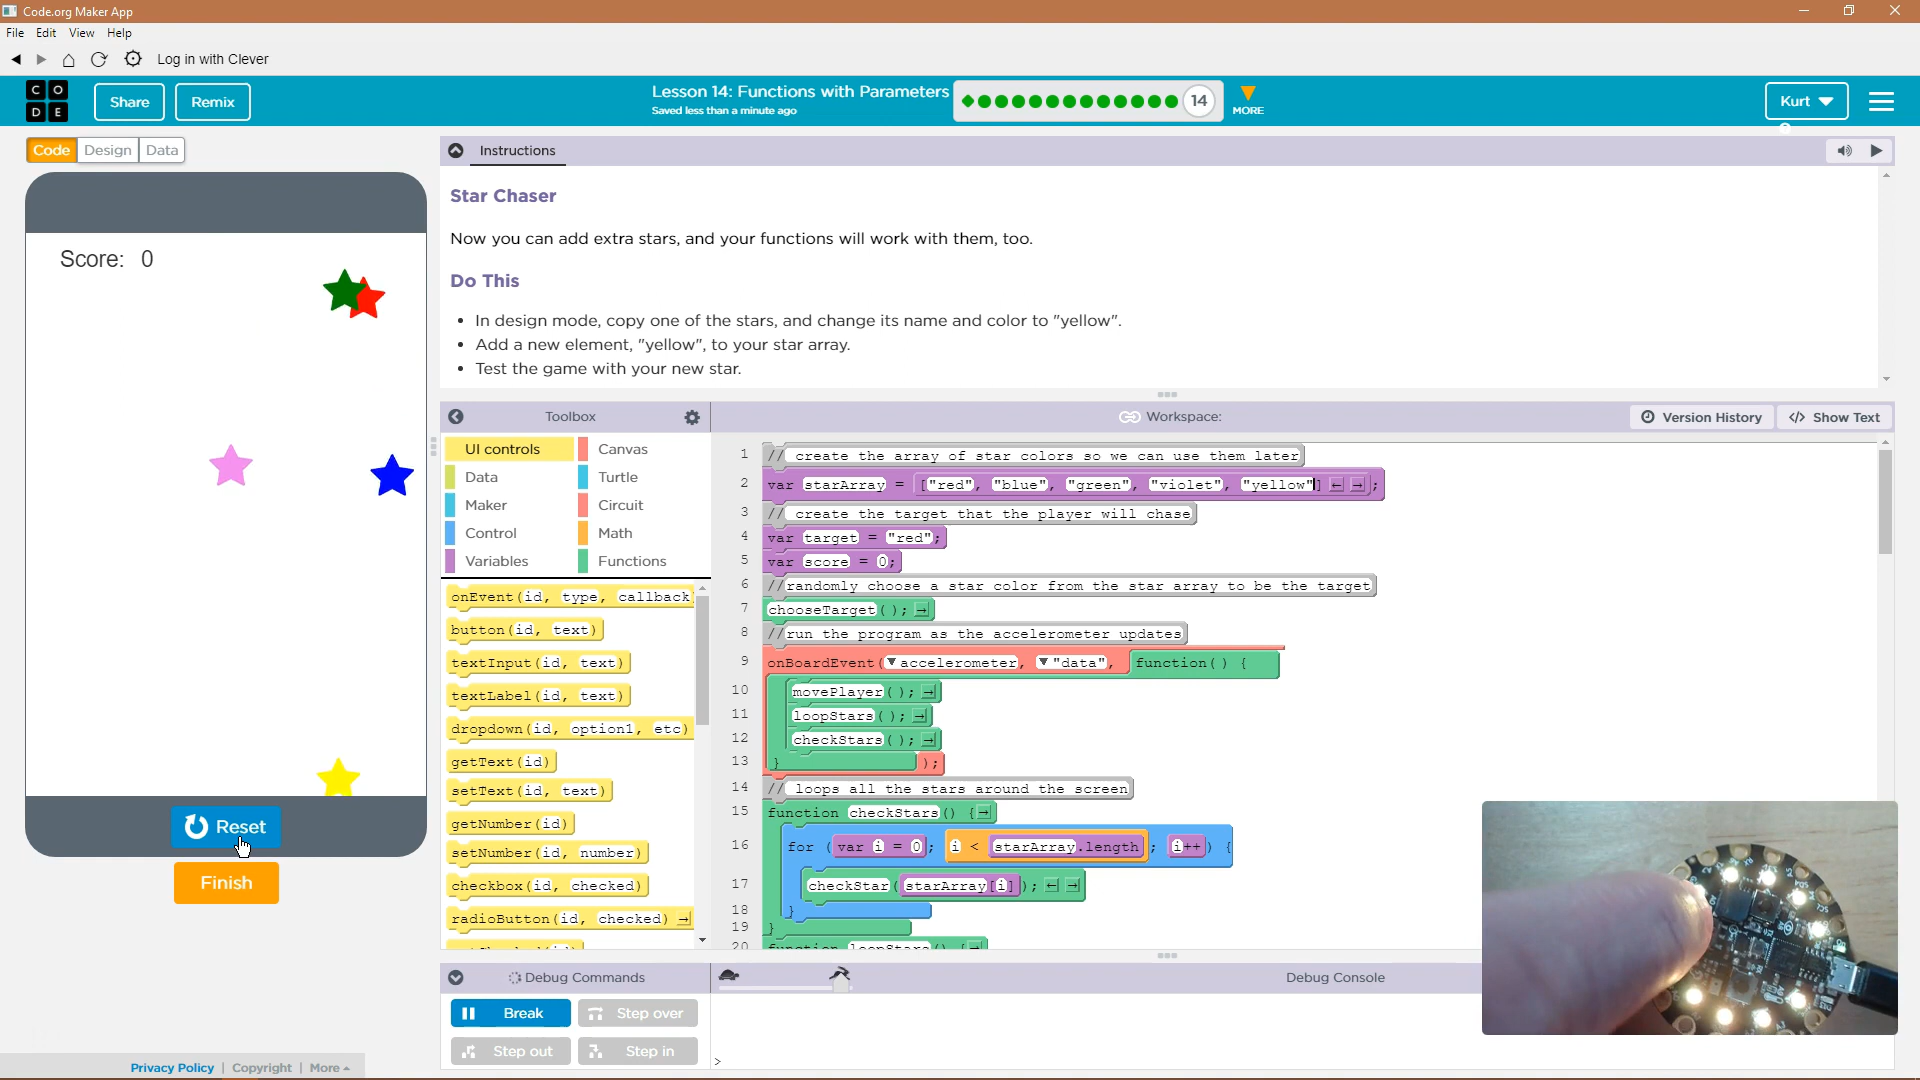 Code.org Maker App
File Edit View Help
Log in with Clever
C O D E
Share
Remix
Lesson 14: Functions with Parameters
Saved less than a minute ago
14
MORE
Kurt
Code
Design
Data
Instructions
Star Chaser
Now you can add extra stars, and your functions will work with them, too.
Do This
• In design mode, copy one of the stars, and change its name and color to "yellow".
• Add a new element, "yellow", to your star array.
• Test the game with your new star.
Score: 0
Reset
Finish
Toolbox
Workspace:
Version History
</> Show Text
UI controls
Canvas
Data
Turtle
Maker
Circuit
Control
Math
Variables
Functions
onEvent(id, type, callback
button(id, text)
textInput(id, text)
textLabel(id, text)
dropdown(id, option1, etc)
getText(id)
setText(id, text)
getNumber(id)
setNumber(id, number)
checkbox(id, checked)
radioButton(id, checked)
1 // create the array of star colors so we can use them later
2 var starArray = ["red", "blue", "green", "violet", "yellow"];
3 // create the target that the player will chase
4 var target = "red";
5 var score = 0;
6 //randomly choose a star color from the star array to be the target
7 chooseTarget();
8 //run the program as the accelerometer updates
9 onBoardEvent(accelerometer, "data", function() {
10 movePlayer();
11 loopStars();
12 checkStars();
13 });
14 // loops all the stars around the screen
15 function checkStars() {
16 for (var i = 0; i < starArray.length; i++) {
17 checkStar(starArray[i]);
18 }
19 }
20 function loopStars() {
Debug Commands
Debug Console
Break
Step over
Step out
Step in
>
Privacy Policy | Copyright | More